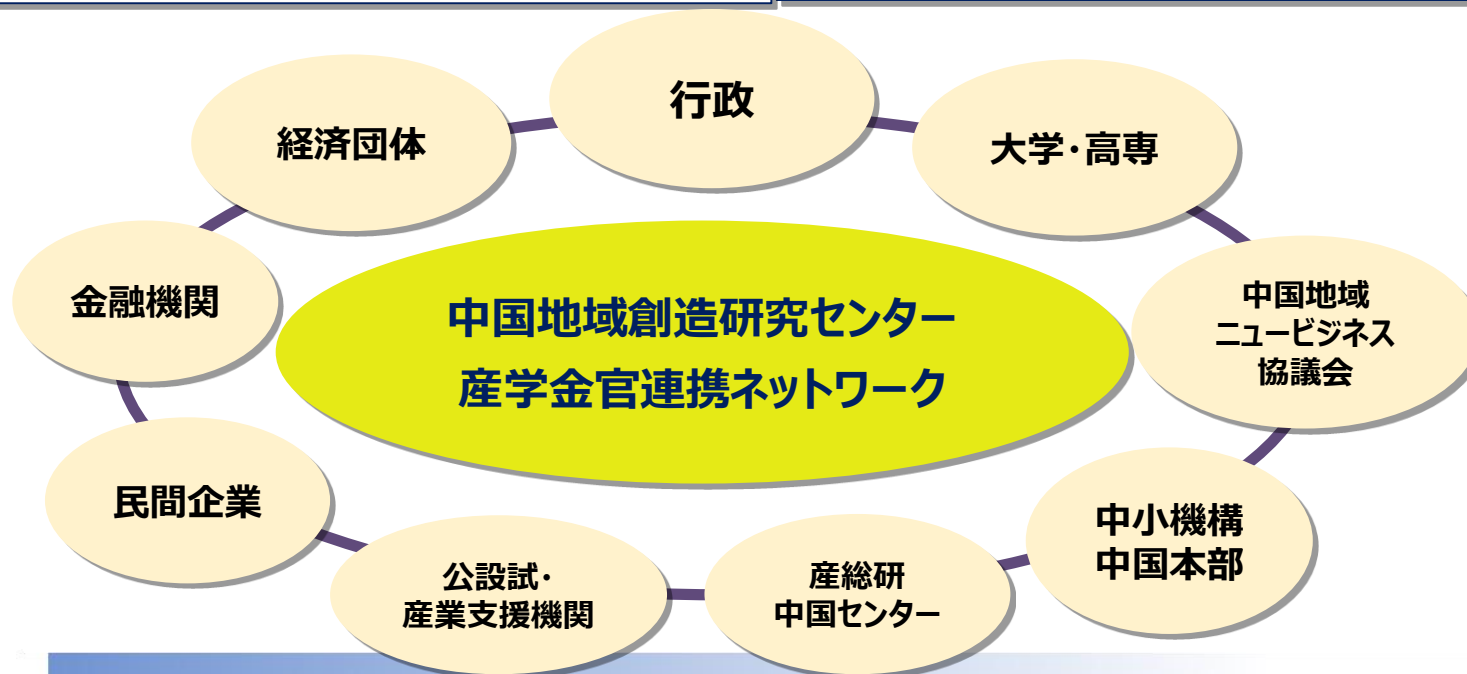 行政
経済団体
大学・高専
金融機関
中国地域創造研究センター
産学金官連携ネットワーク
中国地域
ニュービジネス
協議会
民間企業
中小機構
中国本部
公設試・
産業支援機関
産総研
中国センター